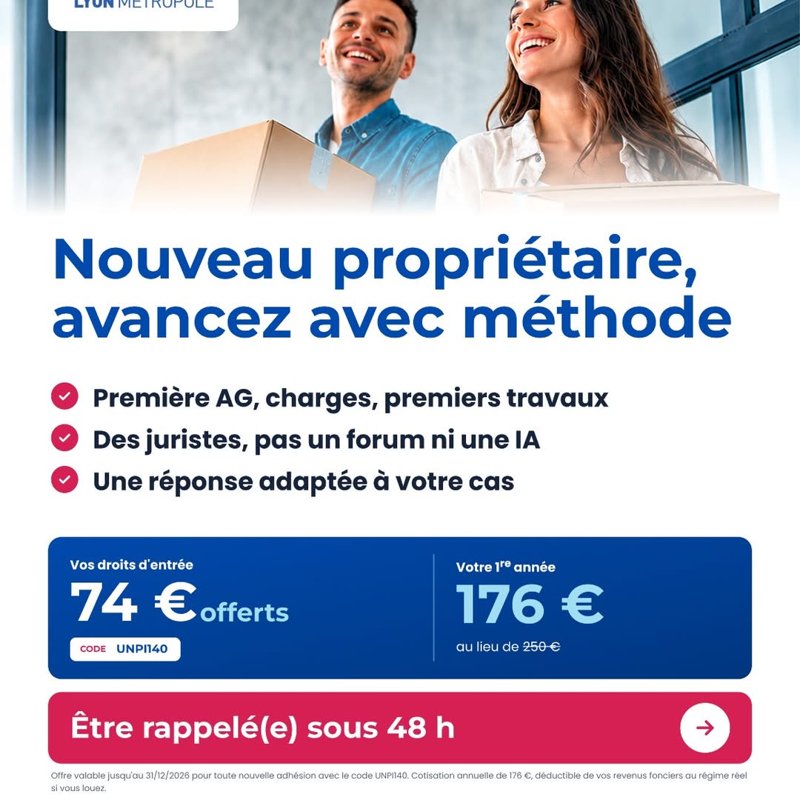 LYON MÉTROPOLE
Nouveau propriétaire,
avancez avec méthode
Première AG, charges, premiers travaux
Des juristes, pas un forum ni une IA
Une réponse adaptée à votre cas
Vos droits d'entrée
74 € offerts
CODE UNPI140
Votre 1re année
176 €
au lieu de 250 €
Être rappelé(e) sous 48 h
Offre valable jusqu'au 31/12/2026 pour toute nouvelle adhésion avec le code UNPI140. Cotisation annuelle de 176 €, déductible de vos revenus fonciers au régime réel
si vous louez.